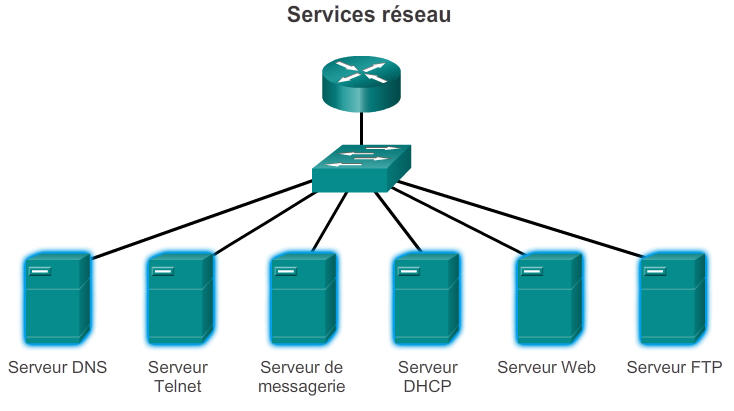 Services réseau
Serveur DNS
Serveur
Telnet
Serveur de
messagerie
Serveur
DHCP
Serveur Web
Serveur FTP